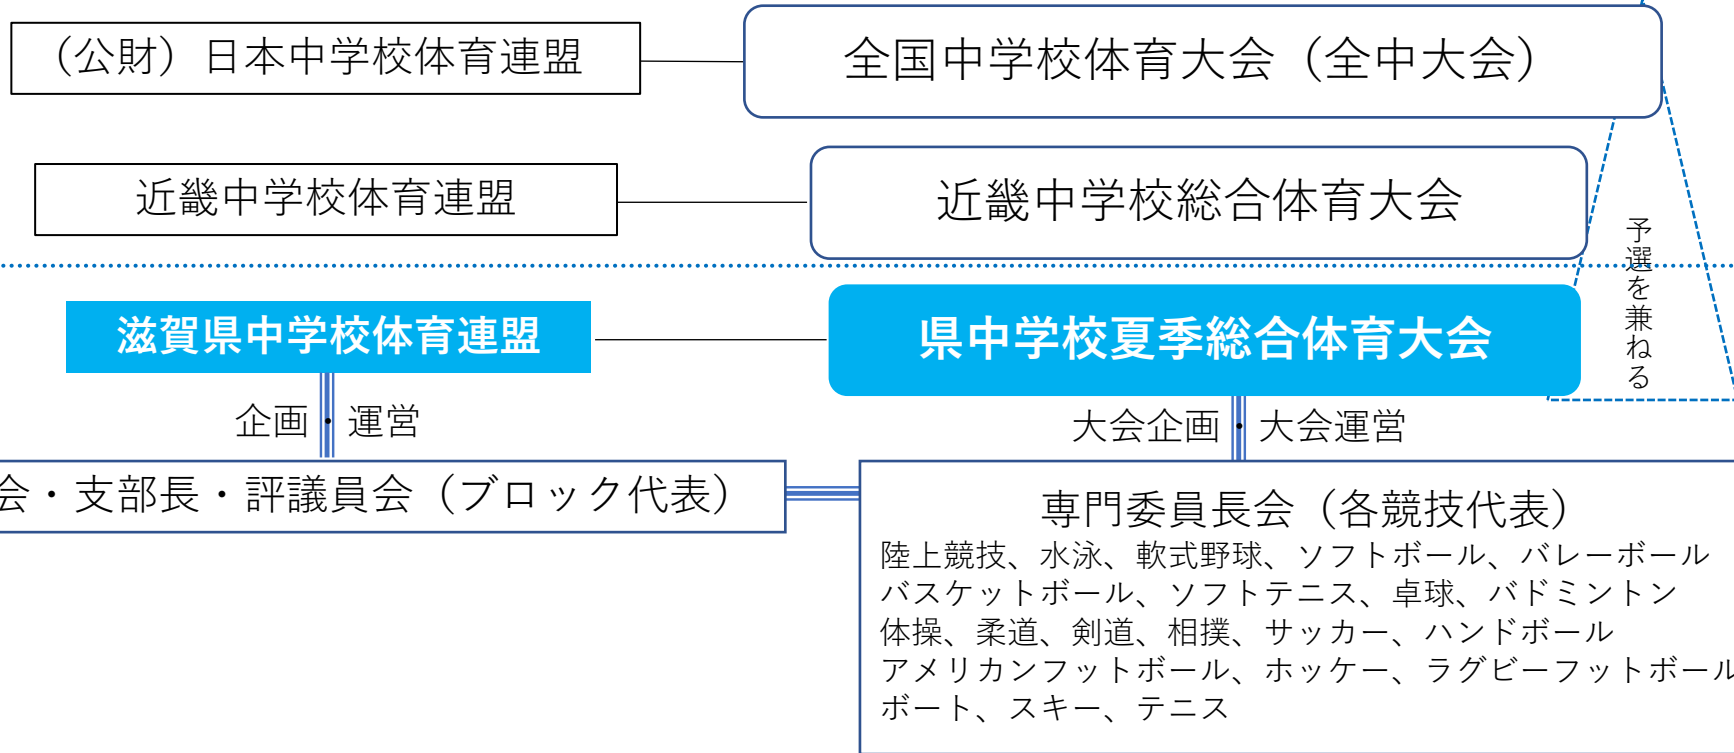 （公財）日本中学校体育連盟
全国中学校体育大会（全中大会）
近畿中学校体育連盟
近畿中学校総合体育大会
予選を兼ねる
滋賀県中学校体育連盟
県中学校夏季総合体育大会
企画・運営
大会企画・大会運営
会・支部長・評議員会（ブロック代表）
専門委員長会（各競技代表）
陸上競技、水泳、軟式野球、ソフトボール、バレーボール
バスケットボール、ソフトテニス、卓球、バドミントン
体操、柔道、剣道、相撲、サッカー、ハンドボール
アメリカンフットボール、ホッケー、ラグビーフットボール
ボート、スキー、テニス